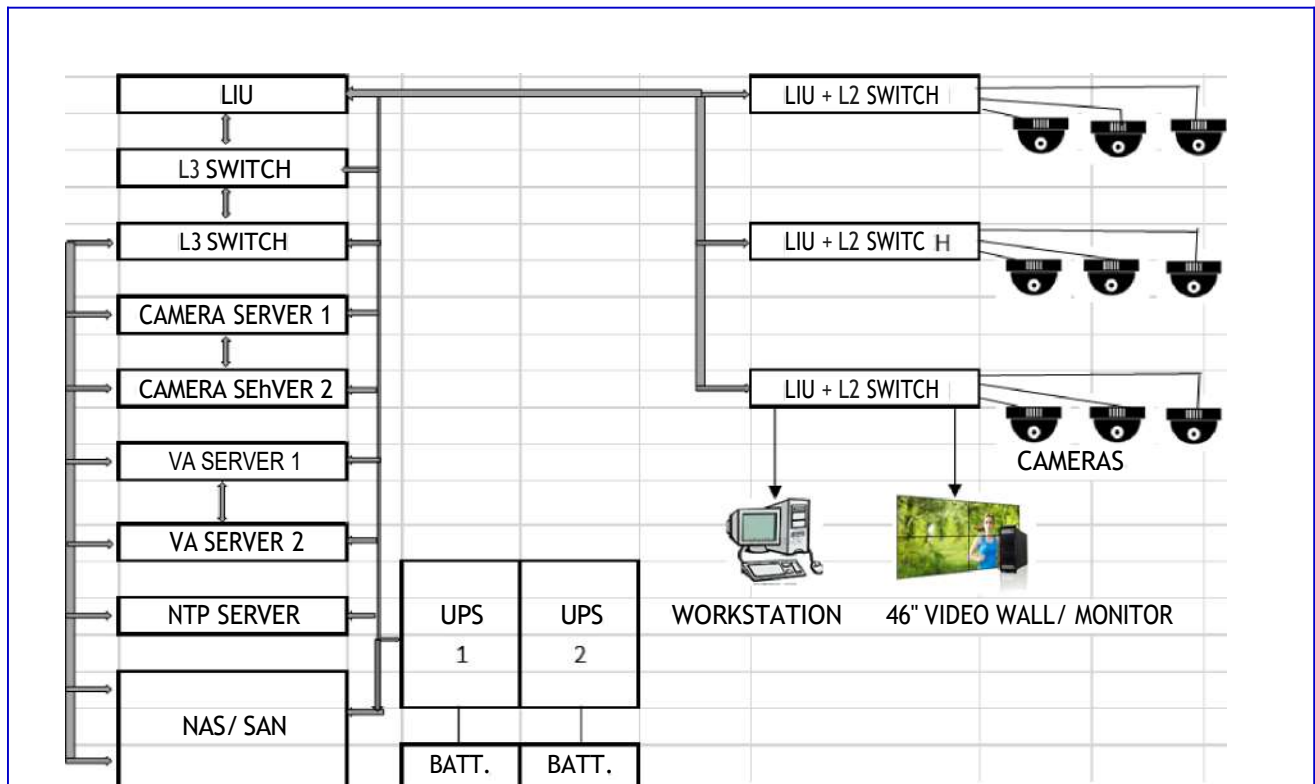 LIU
LIU + L2 SWITCH
L3 SWITCH
L3 SWITCH
LIU + L2 SWITC H
CAMERA SERVER 1
CAMERA SEhVER 2
LIU + L2 SWITCH
VA SERVER 1
CAMERAS
VA SERVER 2
NTP SERVER
UPS
1
UPS
2
WORKSTATION
46" VIDEO WALL/ MONITOR
NAS/ SAN
BATT.
BATT.